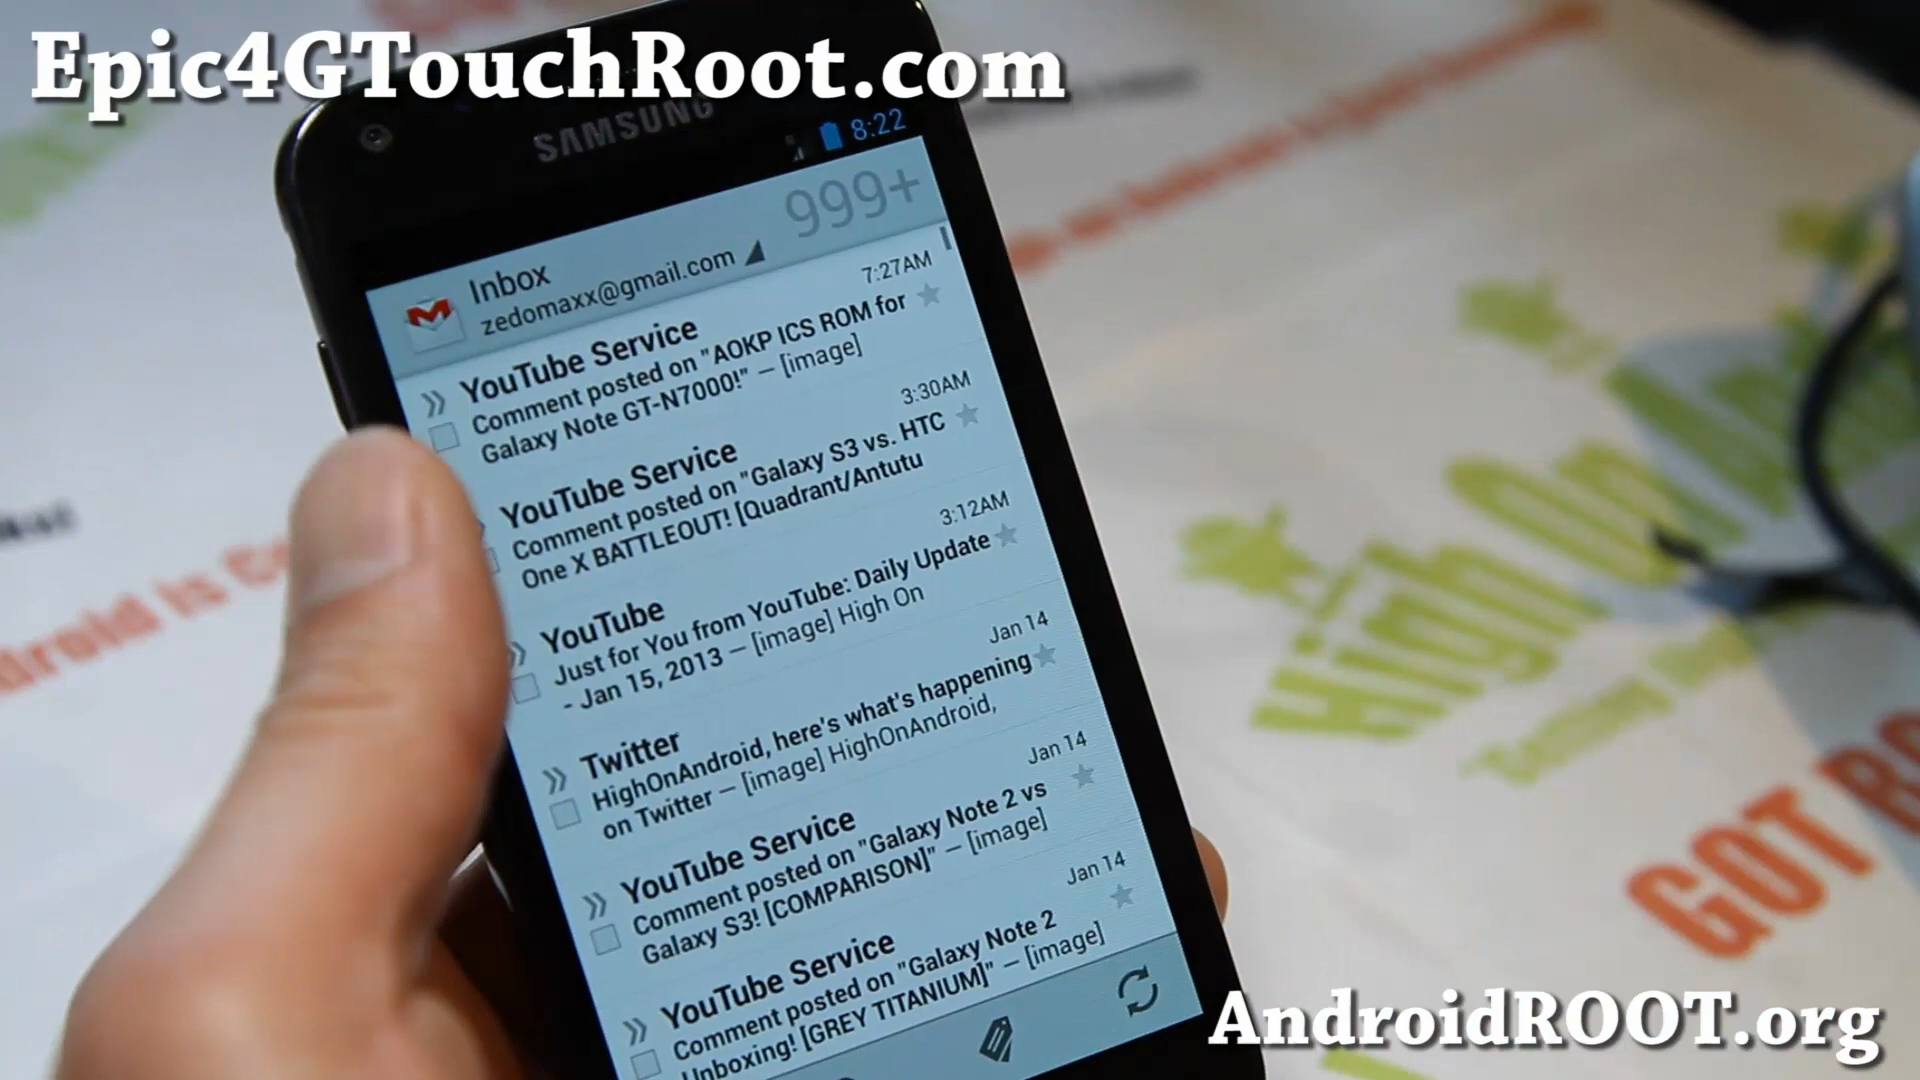 Epic4GTouchRoot.com
SAMSUNG
8:22
999+
Inbox
zedomaxx@gmail.com
7:27AM
YouTube Service
Comment posted on "AOKP ICS ROM for
Galaxy Note GT-N7000!" – [image]
3:30AM
YouTube Service
Comment posted on "Galaxy S3 vs. HTC
One X BATTLEOUT! [Quadrant/Antutu
3:12AM
YouTube
Just for You from YouTube: Daily Update
- Jan 15, 2013 – [image] High On
Jan 14
Twitter
HighOnAndroid, here's what's happening
on Twitter – [image] HighOnAndroid,
Jan 14
YouTube Service
Comment posted on "Galaxy Note 2 vs
Galaxy S3! [COMPARISON]" – [image]
Jan 14
YouTube Service
Comment posted on "Galaxy Note 2
Unboxing! [GREY TITANIUM]" – [image]
High On
GOT
AndroidROOT.org